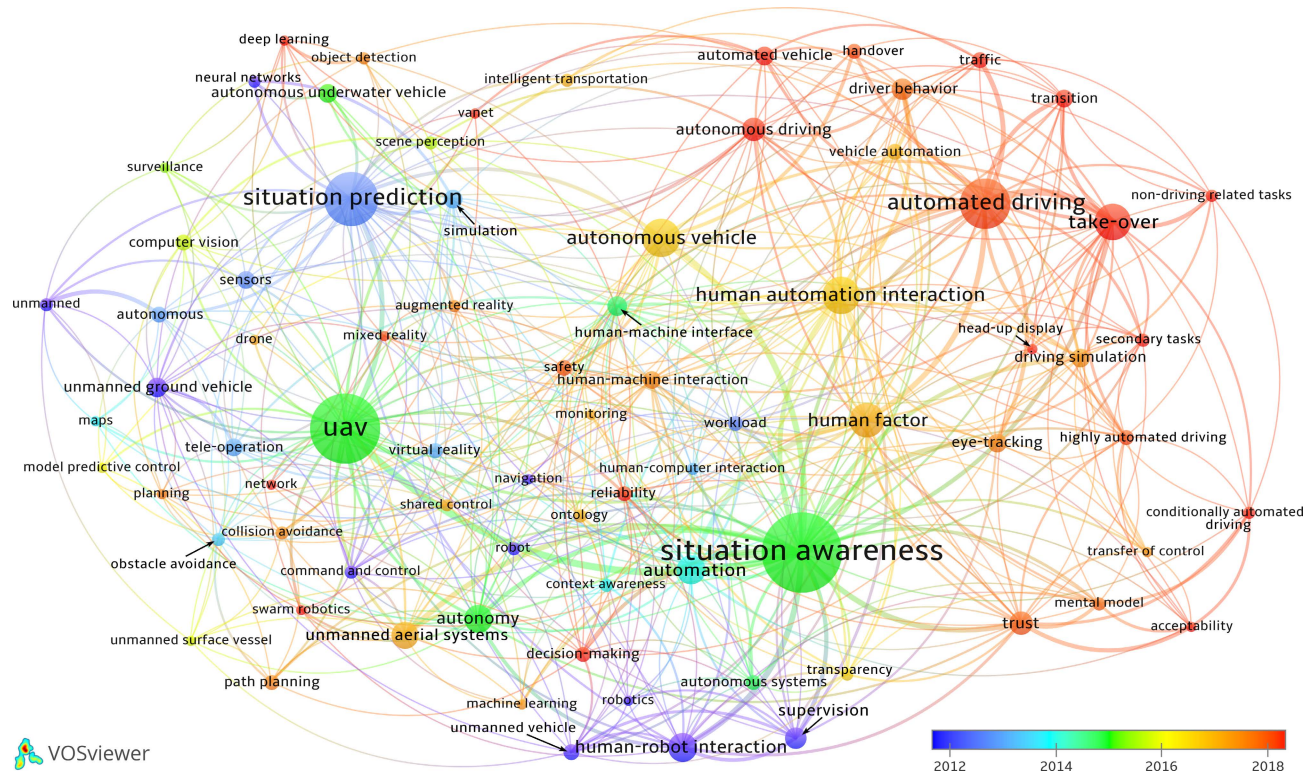 deep learning
object detection
neural networks
autonomous underwater vehicle
intelligent transportation
automated vehicle
handover
traffic
driver behavior
transition
vanet
scene perception
autonomous driving
vehicle automation
surveillance
situation prediction
simulation
automated driving
non-driving related tasks
take-over
computer vision
autonomous vehicle
sensors
unmanned
autonomous
augmented reality
human automation interaction
drone
mixed reality
human-machine interface
head-up display
secondary tasks
driving simulation
safety
human-machine interaction
unmanned ground vehicle
maps
uav
monitoring
workload
human factor
tele-operation
virtual reality
eye-tracking
highly automated driving
model predictive control
human-computer interaction
navigation
planning
network
reliability
shared control
ontology
conditionally automated
driving
collision avoidance
obstacle avoidance
robot
situation awareness
transfer of control
command and control
context awareness
automation
swarm robotics
mental model
autonomy
trust
acceptability
unmanned surface vessel
unmanned aerial systems
decision-making
path planning
autonomous systems
transparency
machine learning
robotics
supervision
unmanned vehicle
human-robot interaction
VOSviewer
2012
2014
2016
2018